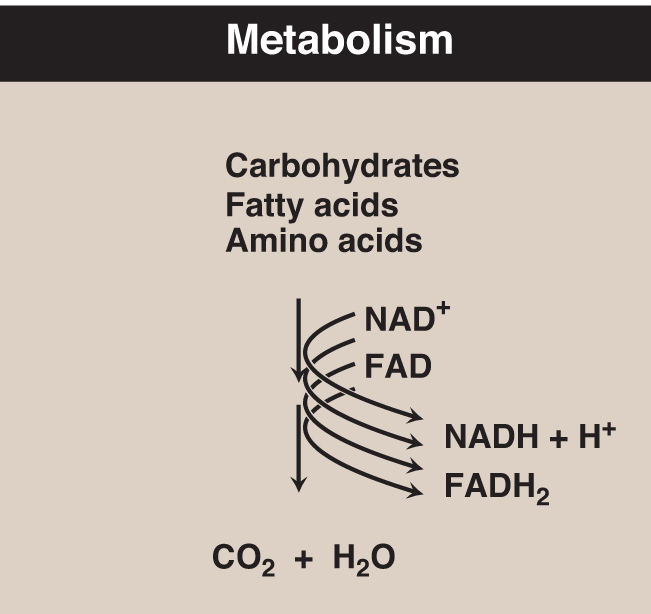 Metabolism
Carbohydrates
Fatty acids
Amino acids
NAD⁺
FAD
NADH + H⁺
FADH₂
CO₂ + H₂O